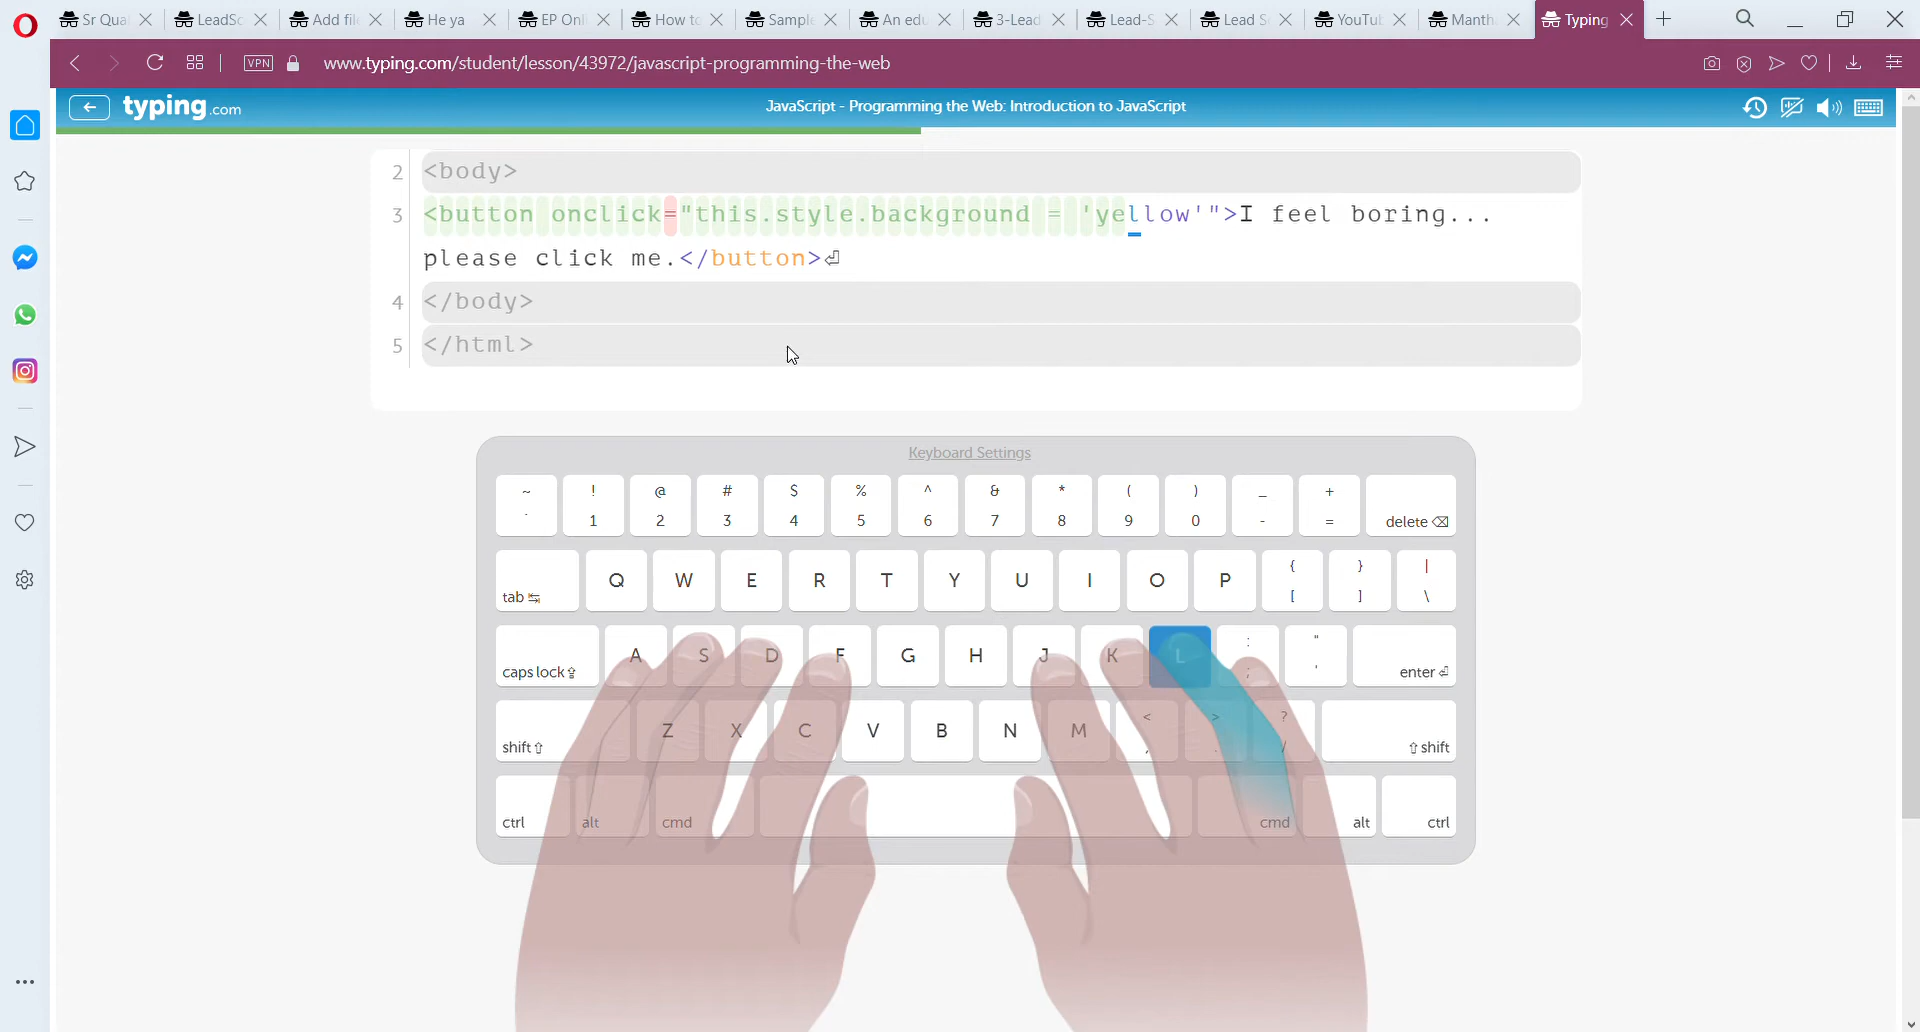 Sr Qua
LeadSc
Add file
He ya
EP Onl
How to
Sample
An edu
3-Lead
Lead-S
Lead S
YouTub
Manth
Typing
VPN
www.typing.com/student/lesson/43972/javascript-programming-the-web
typing.com
JavaScript - Programming the Web: Introduction to JavaScript
2 <body>
3 <button onclick="this.style.background = 'yellow'">I feel boring...
please click me.</button>⏎
4 </body>
5 </html>
Keyboard Settings
~ ! @ # $ % ^ & * ( ) _ +
` 1 2 3 4 5 6 7 8 9 0 - = delete ⌫
tab Q W E R T Y U I O P { [ } ] | \
caps lock⇧ A S D F G H J K L : ; " ' enter ⏎
shift⇧ Z X C V B N M < , > . ? / ⇧ shift
ctrl alt cmd cmd alt ctrl